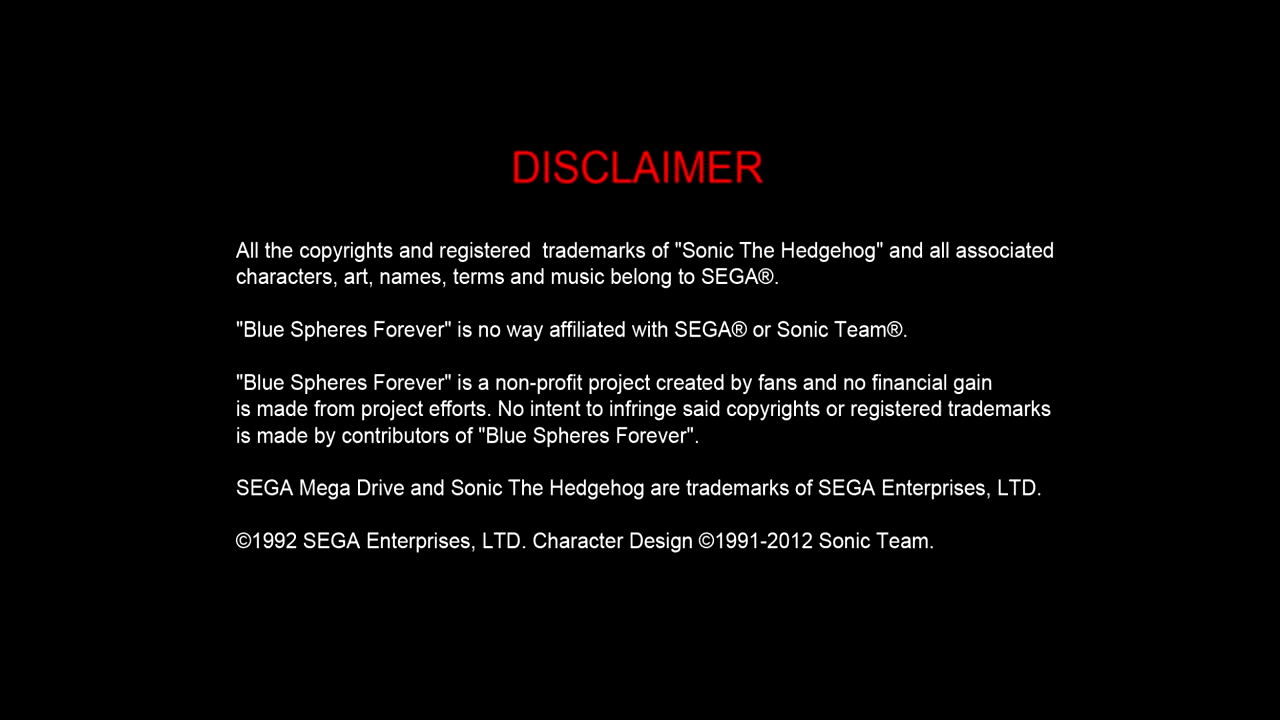 DISCLAIMER
All the copyrights and registered  trademarks of "Sonic The Hedgehog" and all associated
characters, art, names, terms and music belong to SEGA®.
"Blue Spheres Forever" is no way affiliated with SEGA® or Sonic Team®.
"Blue Spheres Forever" is a non-profit project created by fans and no financial gain
is made from project efforts. No intent to infringe said copyrights or registered trademarks
is made by contributors of "Blue Spheres Forever".
SEGA Mega Drive and Sonic The Hedgehog are trademarks of SEGA Enterprises, LTD.
©1992 SEGA Enterprises, LTD. Character Design ©1991-2012 Sonic Team.